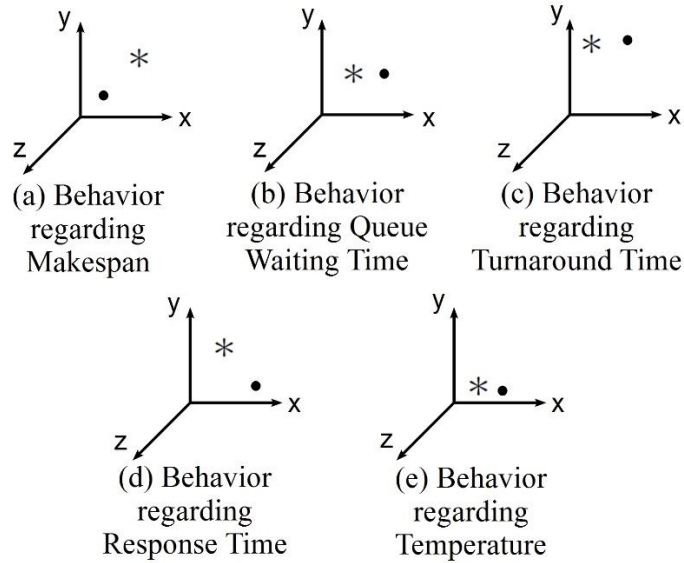 y
x
z
(a) Behavior
regarding
Makespan
y
x
z
(b) Behavior
regarding Queue
Waiting Time
y
x
z
(c) Behavior
regarding
Turnaround Time
y
x
z
(d) Behavior
regarding
Response Time
y
x
z
(e) Behavior
regarding
Temperature